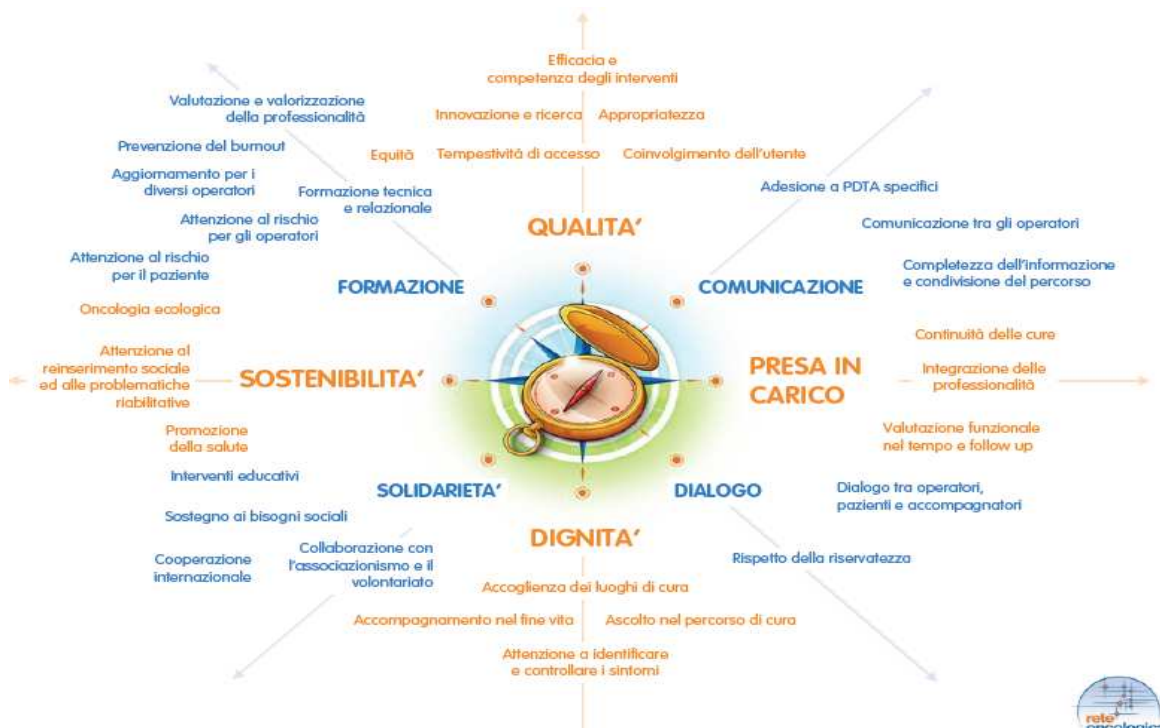 Efficacia e
competenza degli interventi
Innovazione e ricerca
Appropriatezza
Equità
Tempestività di accesso
Coinvolgimento dell'utente
QUALITA'
Valutazione e valorizzazione
della professionalità
Prevenzione del burnout
Aggiornamento per i
diversi operatori
Formazione tecnica
e relazionale
Attenzione al rischio
per gli operatori
Attenzione al rischio
per il paziente
FORMAZIONE
Adesione a PDTA specifici
Comunicazione tra gli operatori
Completezza dell'informazione
e condivisione del percorso
COMUNICAZIONE
Oncologia ecologica
Attenzione al
reinserimento sociale
ed alle problematiche
riabilitative
Promozione
della salute
SOSTENIBILITA'
PRESA IN
CARICO
Continuità delle cure
Integrazione delle
professionalità
Valutazione funzionale
nel tempo e follow up
Interventi educativi
SOLIDARIETA'
Sostegno ai bisogni sociali
Cooperazione
internazionale
Collaborazione con
l'associazionismo e il
volontariato
DIALOGO
Dialogo tra operatori,
pazienti e accompagnatori
Rispetto della riservatezza
DIGNITA'
Accoglienza dei luoghi di cura
Accompagnamento nel fine vita
Ascolto nel percorso di cura
Attenzione a identificare
e controllare i sintomi
rete
oncologica